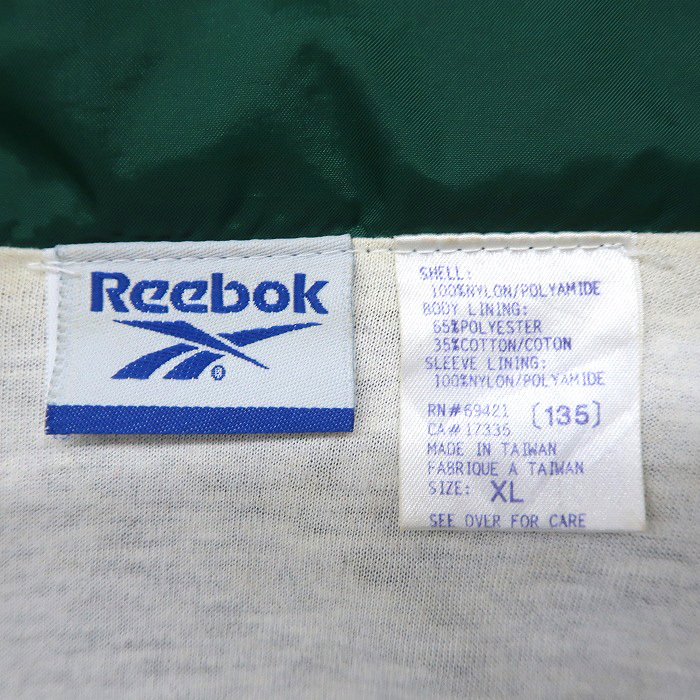 Reebok
®
SHELL:
100%NYLON/POLYAMIDE
BODY LINING:
65%POLYESTER
35%COTTON/COTON
SLEEVE LINING:
100%NYLON/POLYAMIDE
RN#69421 [135]
CA#17335
MADE IN TAIWAN
FABRIQUE A TAIWAN
SIZE: XL
SEE OVER FOR CARE